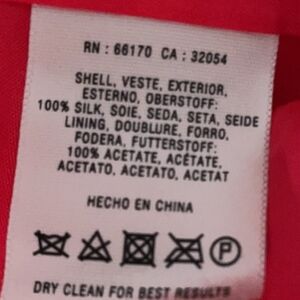 RN : 66170 CA : 32054
SHELL, VESTE, EXTERIOR,
ESTERNO, OBERSTOFF:
100% SILK, SOIE, SEDA, SETA, SEIDE
LINING, DOUBLURE, FORRO,
FODERA, FUTTERSTOFF:
100% ACETATE, ACÉTATE,
ACETATO, ACETATO, ACETAT
HECHO EN CHINA
P
DRY CLEAN FOR BEST RESULTS